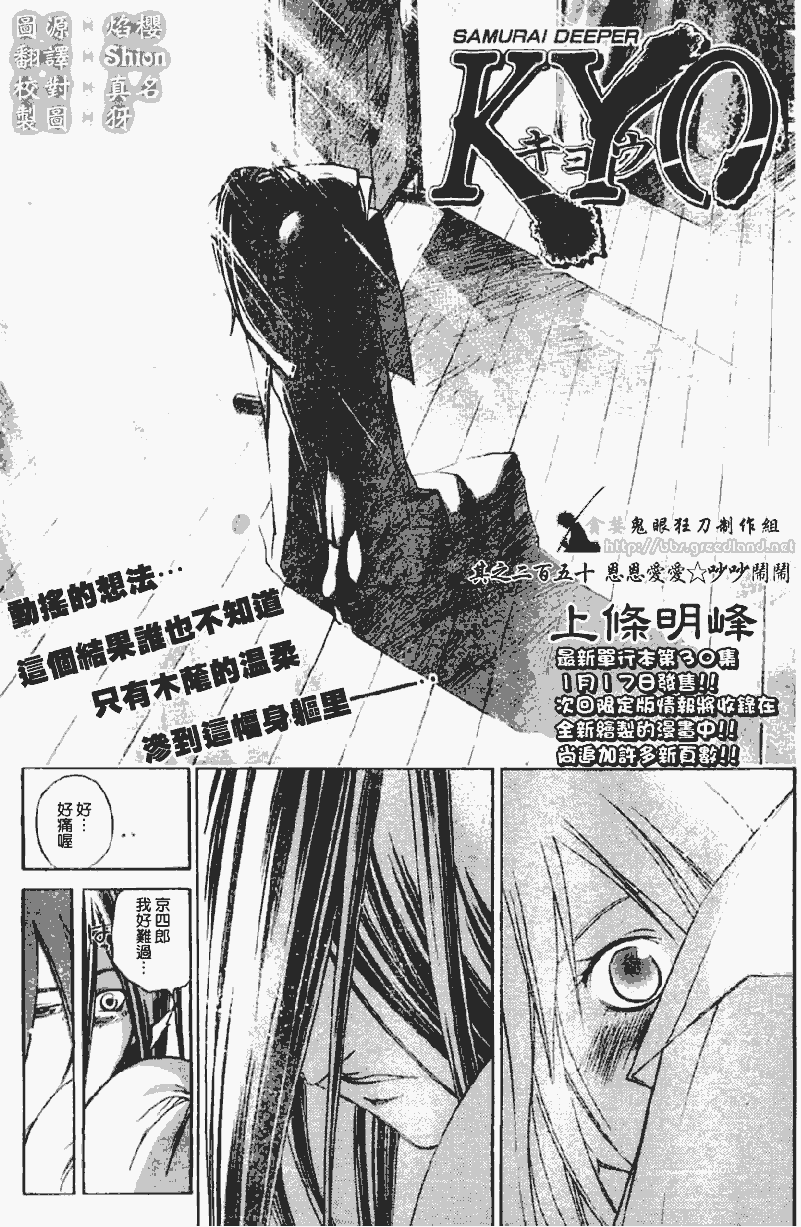 圖源：焰櫻
翻譯：Shion
校對：真名
製圖：犽
SAMURAI DEEPER
KYO
キョウ
鬼眼狂刀制作組
http://bbs.greedland.net
其之二百五十 恩恩愛愛☆吵吵鬧鬧
上條明峰
最新單行本第30集
1月17日發售!!
次回限定版情報將收錄在
全新繪製的漫畫中!!
尚追加許多新頁數!!
動搖的想法…
這個結果誰也不知道
只有木蔭的溫柔
滲到這幅身軀里——…
好…
好痛喔
京四郎
我好難過…